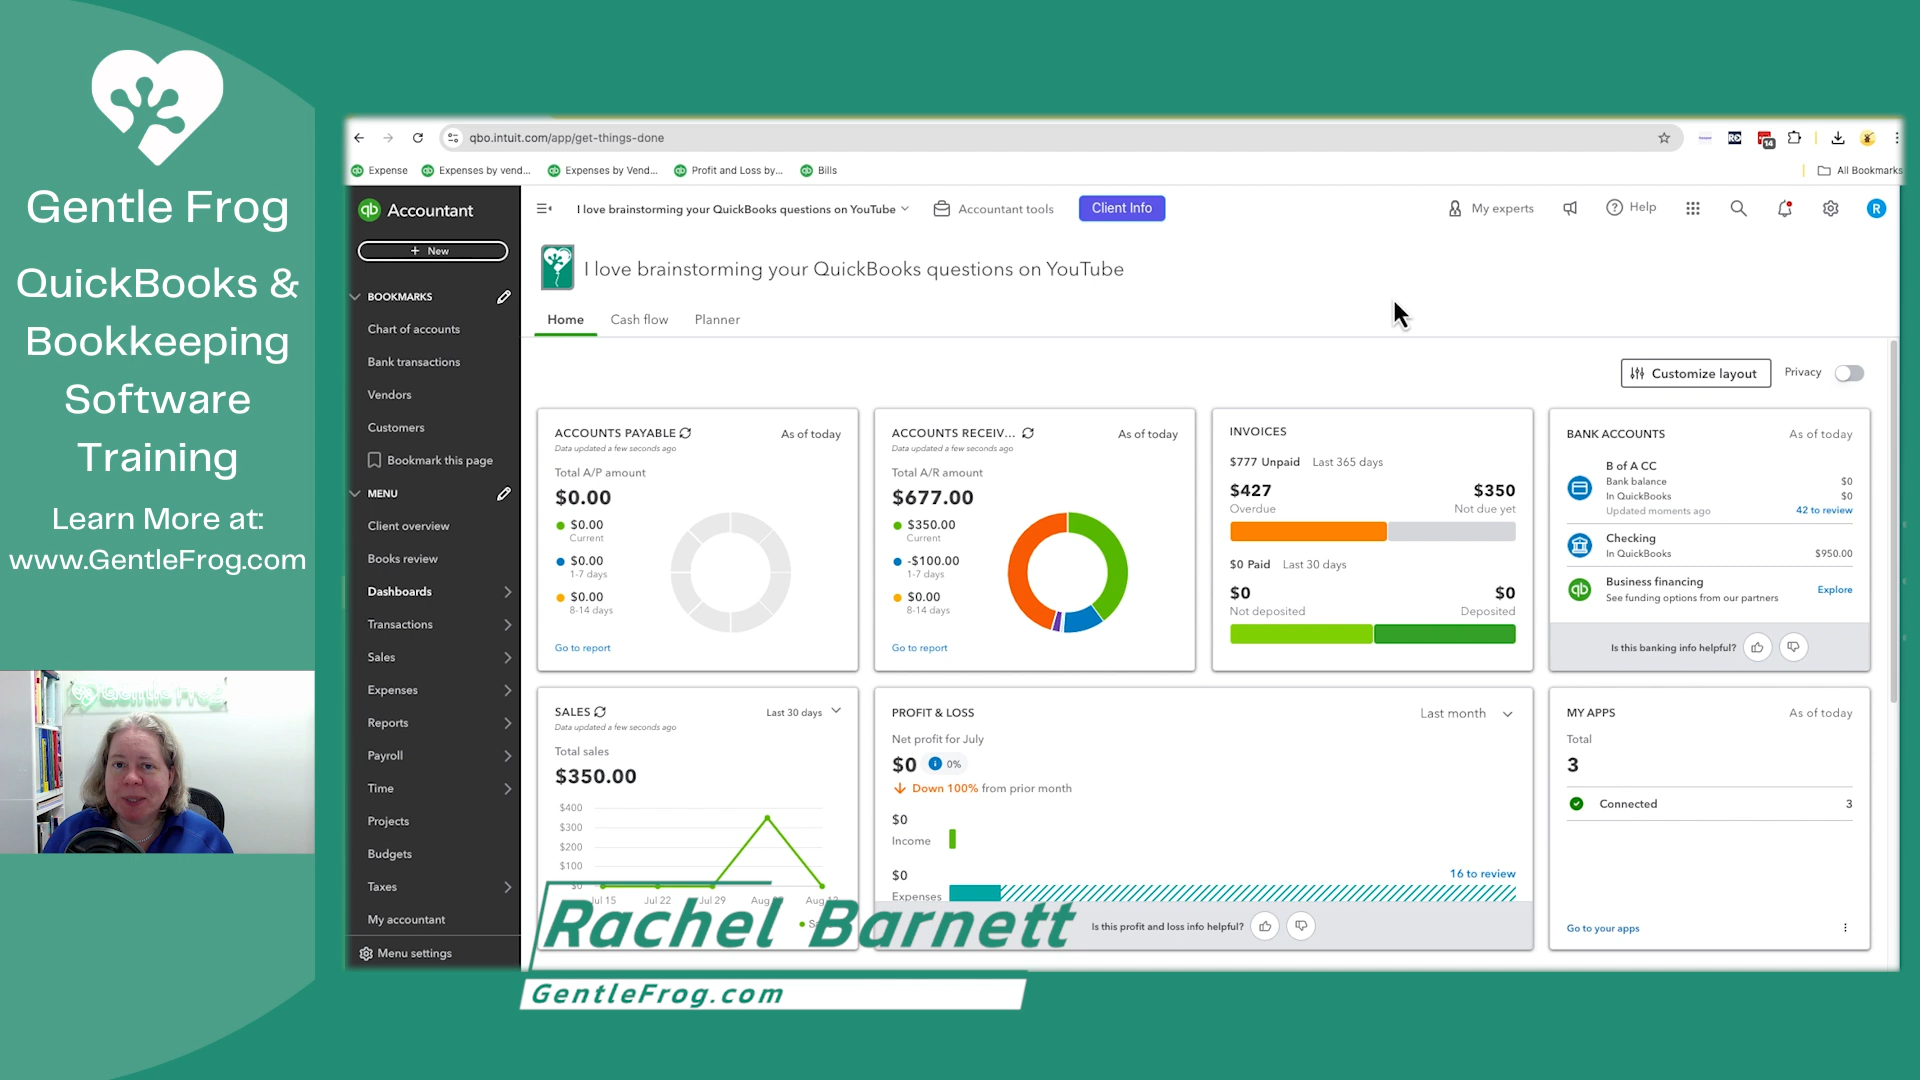 Gentle Frog
QuickBooks &
Bookkeeping
Software
Training
Learn More at:
www.GentleFrog.com
Gentle Frog
qbo.intuit.com/app/get-things-done
14
Expense
Expenses by vend...
Expenses by Vend...
Profit and Loss by...
Bills
All Bookmarks
qb Accountant
+ New
BOOKMARKS
Chart of accounts
Bank transactions
Vendors
Customers
Bookmark this page
MENU
Client overview
Books review
Dashboards
Transactions
Sales
Expenses
Reports
Payroll
Time
Projects
Budgets
Taxes
My accountant
Menu settings
I love brainstorming your QuickBooks questions on YouTube
Accountant tools
Client Info
My experts
Help
R
I love brainstorming your QuickBooks questions on YouTube
Home
Cash flow
Planner
Customize layout
Privacy
ACCOUNTS PAYABLE
As of today
Data updated a few seconds ago
Total A/P amount
$0.00
$0.00
Current
$0.00
1-7 days
$0.00
8-14 days
Go to report
ACCOUNTS RECEIV...
As of today
Data updated a few seconds ago
Total A/R amount
$677.00
$350.00
Current
-$100.00
1-7 days
$0.00
8-14 days
Go to report
INVOICES
$777 Unpaid Last 365 days
$427 $350
Overdue Not due yet
$0 Paid Last 30 days
$0 $0
Not deposited Deposited
BANK ACCOUNTS
As of today
B of A CC
Bank balance $0
In QuickBooks $0
Updated moments ago 42 to review
Checking
In QuickBooks $950.00
qb
Business financing
See funding options from our partners
Explore
Is this banking info helpful?
SALES
Last 30 days
Data updated a few seconds ago
Total sales
$350.00
$400
$300
$200
$100
$0
Jul 15 Jul 22 Jul 29 Aug Aug 12
PROFIT & LOSS
Last month
Net profit for July
$0 0%
Down 100% from prior month
$0
Income
$0
Expenses
16 to review
Is this profit and loss info helpful?
MY APPS
As of today
Total
3
Connected 3
Go to your apps
Rachel Barnett
GentleFrog.com